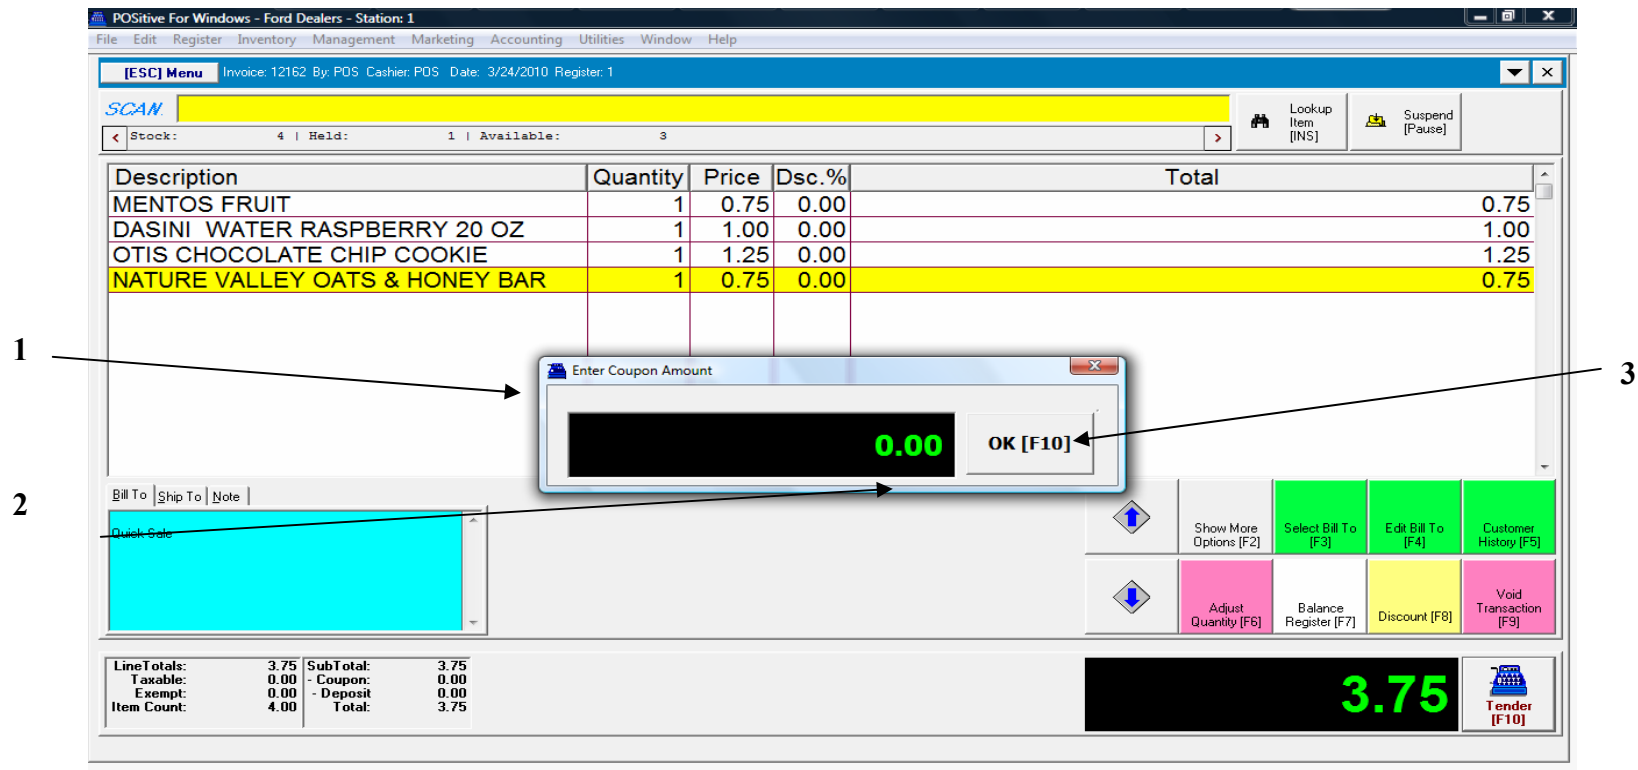 POSitive For Windows - Ford Dealers - Station: 1
File Edit Register Inventory Management Marketing Accounting Utilities Window Help
[ESC] Menu Invoice: 12162 By: POS Cashier: POS Date: 3/24/2010 Register: 1
SCAN:
Lookup Item [INS]
Suspend [Pause]
Stock: 4 | Held: 1 | Available: 3
Description Quantity Price Dsc.% Total
MENTOS FRUIT 1 0.75 0.00 0.75
DASINI WATER RASPBERRY 20 OZ 1 1.00 0.00 1.00
OTIS CHOCOLATE CHIP COOKIE 1 1.25 0.00 1.25
NATURE VALLEY OATS & HONEY BAR 1 0.75 0.00 0.75
1
Enter Coupon Amount
3
0.00 OK [F10]
2
Bill To Ship To Note
Quick Sale
Show More Options [F2]
Select Bill To [F3]
Edit Bill To [F4]
Customer History [F5]
Adjust Quantity [F6]
Balance Register [F7]
Discount [F8]
Void Transaction [F9]
LineTotals: 3.75 SubTotal: 3.75
Taxable: 0.00 - Coupon: 0.00
Exempt: 0.00 - Deposit 0.00
Item Count: 4.00 Total: 3.75
3.75
Tender [F10]